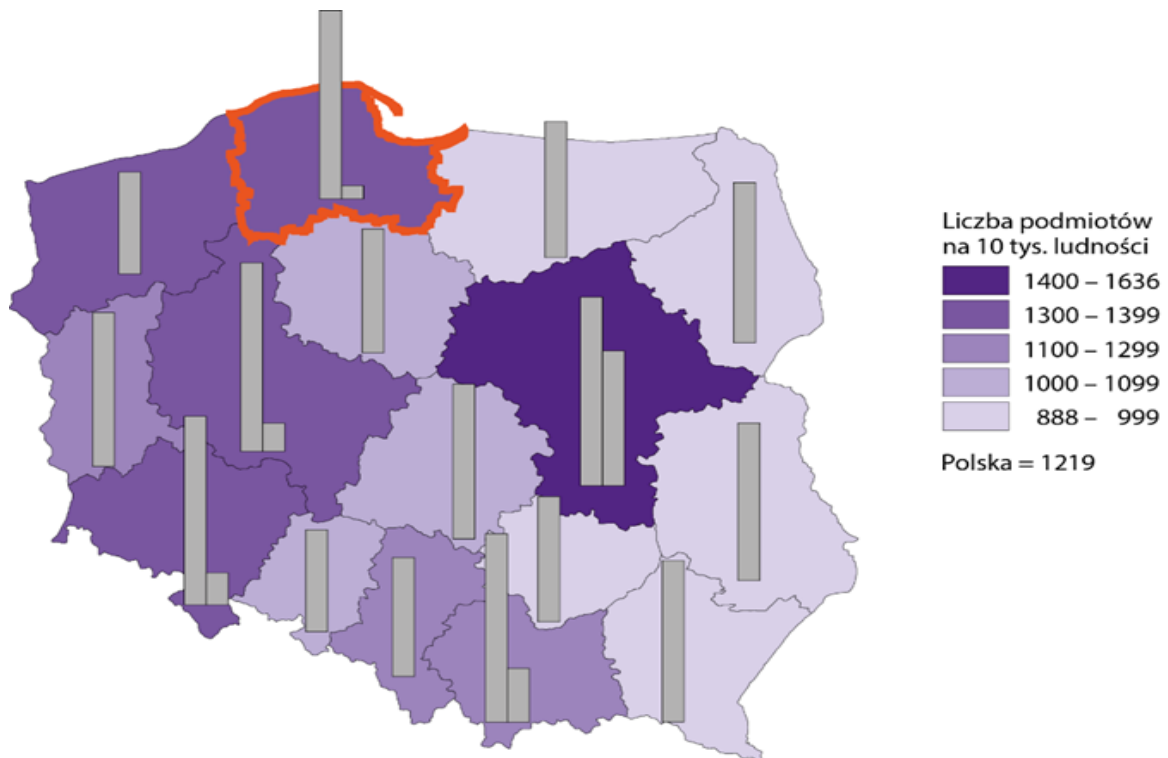 Liczba podmiotów
na 10 tys. ludności
1400 – 1636
1300 – 1399
1100 – 1299
1000 – 1099
888 – 999
Polska = 1219